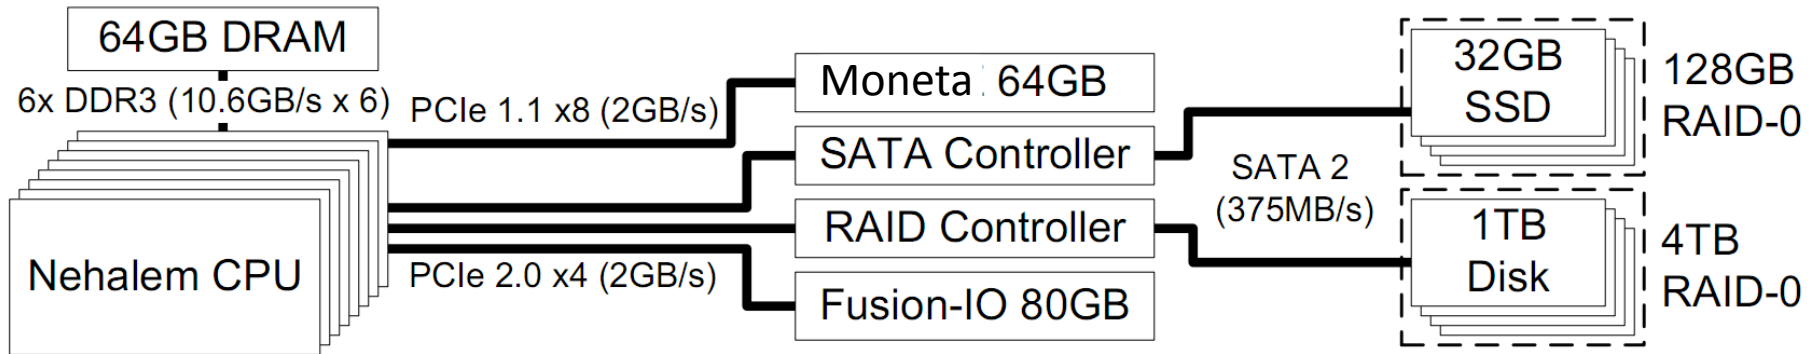 64GB DRAM
6x DDR3 (10.6GB/s x 6)
Nehalem CPU
PCIe 1.1 x8 (2GB/s)
PCIe 2.0 x4 (2GB/s)
Moneta 64GB
SATA Controller
RAID Controller
Fusion-IO 80GB
SATA 2
(375MB/s)
32GB
SSD
128GB
RAID-0
1TB
Disk
4TB
RAID-0